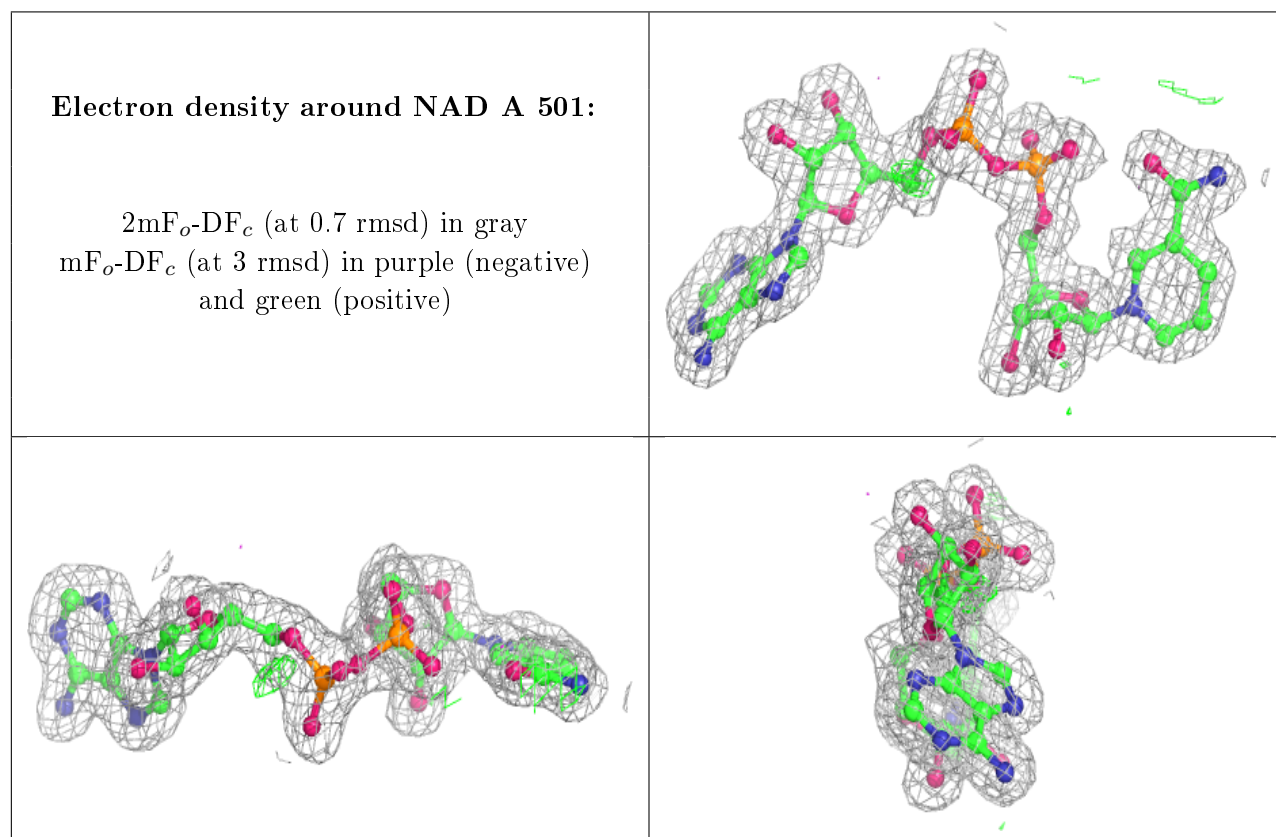 Electron density around NAD A 501:
2mFo-DFc (at 0.7 rmsd) in gray
mFo-DFc (at 3 rmsd) in purple (negative)
and green (positive)